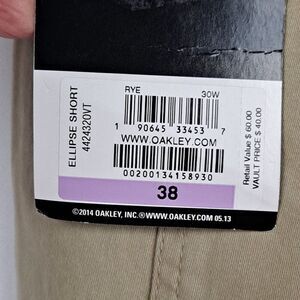 RYE 30W
1 90645 33453 7
WWW.OAKLEY.COM
00200134158930
ELLIPSE SHORT
4424320VT
Retail Value $ 60.00
VAULT PRICE $ 40.00
38
©2014 OAKLEY, INC.®WWW.OAKLEY.COM 05.13